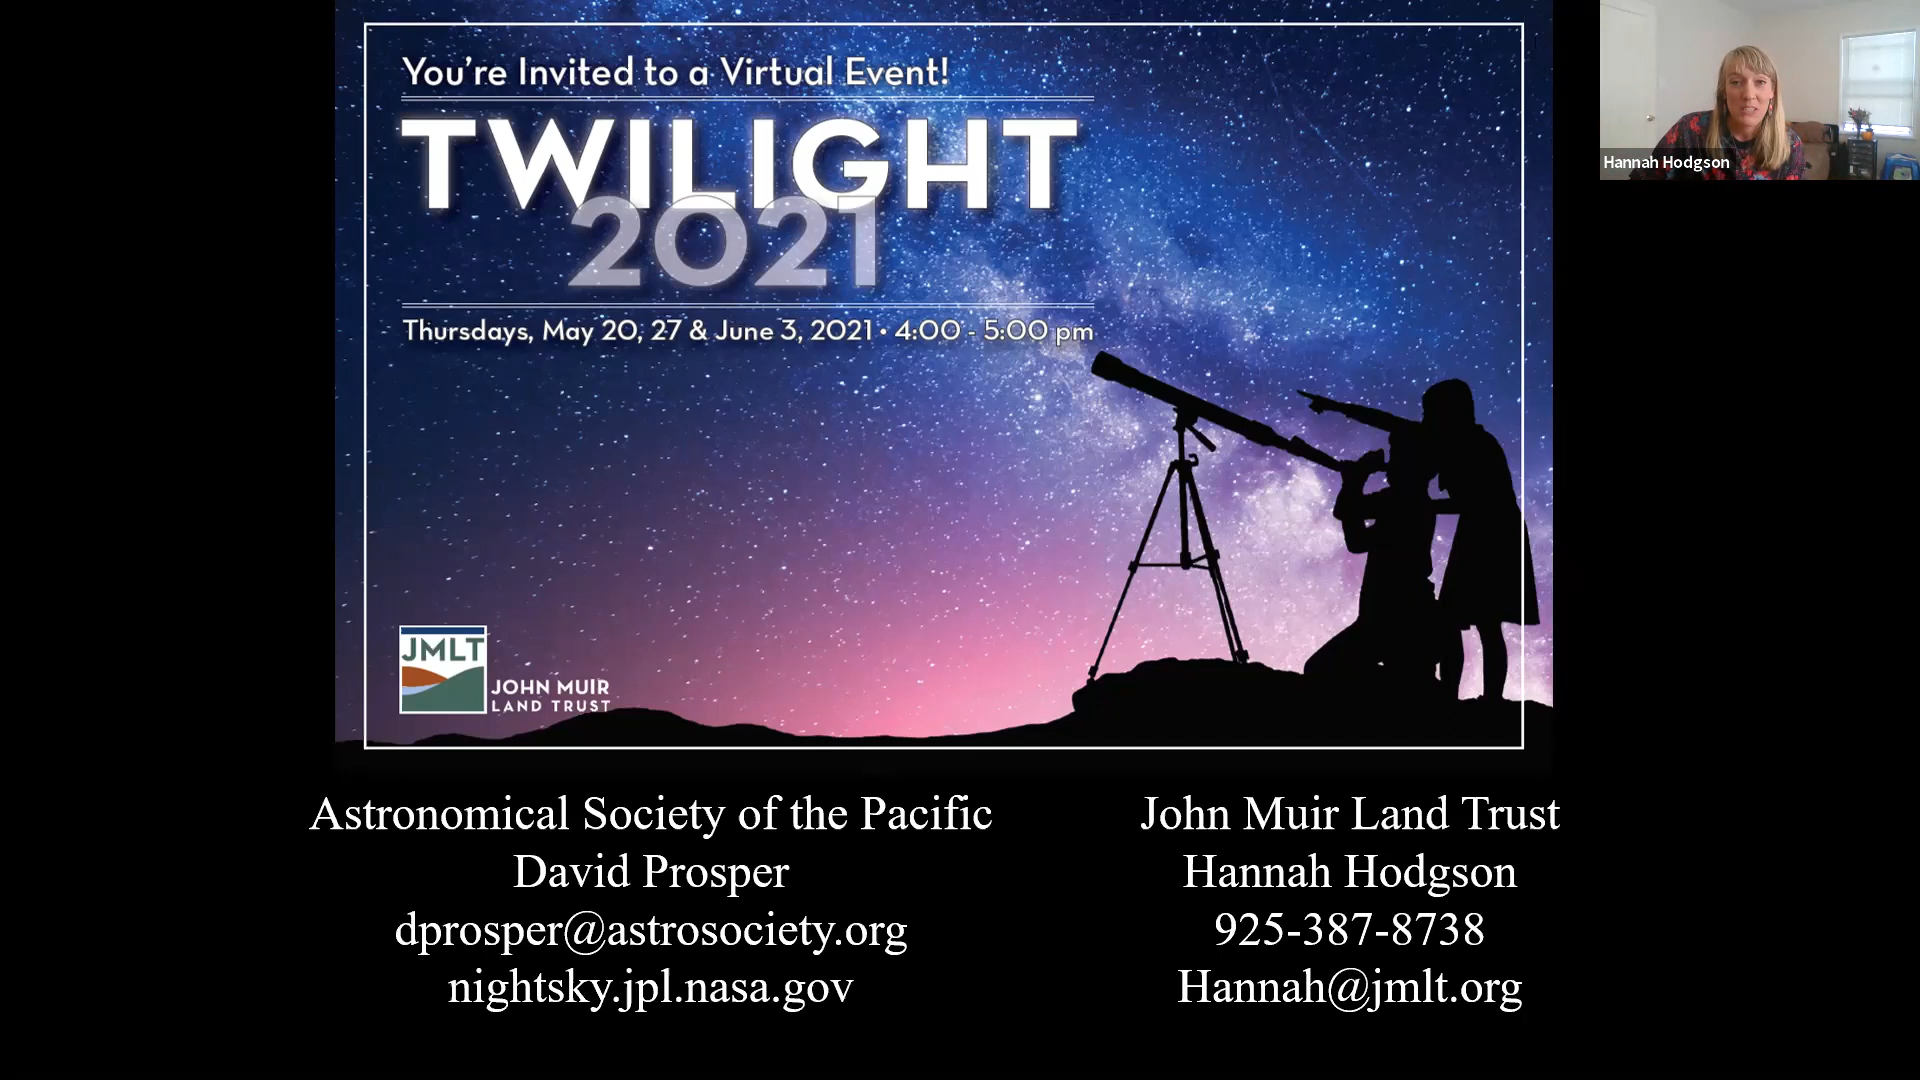 You're Invited to a Virtual Event!
TWILIGHT
2021
Thursdays, May 20, 27 & June 3, 2021 • 4:00 - 5:00 pm
JMLT
JOHN MUIR
LAND TRUST
Hannah Hodgson
Astronomical Society of the Pacific
David Prosper
dprosper@astrosociety.org
nightsky.jpl.nasa.gov
John Muir Land Trust
Hannah Hodgson
925-387-8738
Hannah@jmlt.org